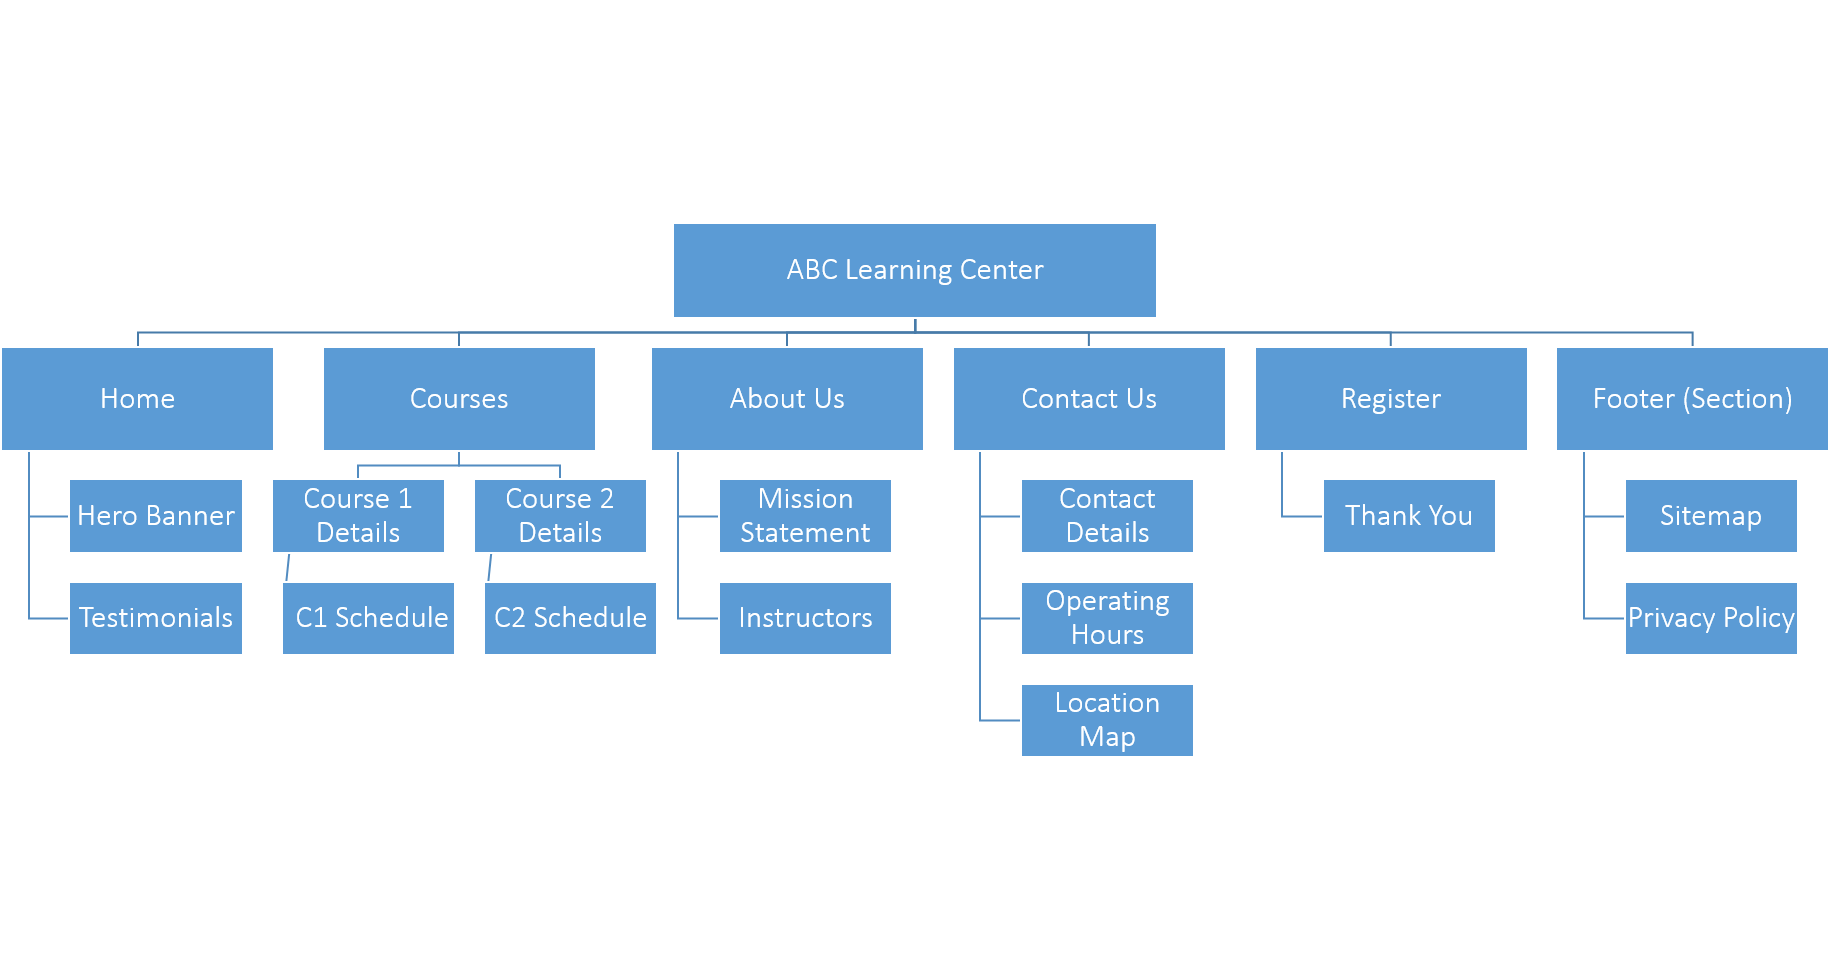 ABC Learning Center
Home
Courses
About Us
Contact Us
Register
Footer (Section)
Hero Banner
Testimonials
Course 1
Details
C1 Schedule
Course 2
Details
C2 Schedule
Mission
Statement
Instructors
Contact
Details
Operating
Hours
Location
Map
Thank You
Sitemap
Privacy Policy